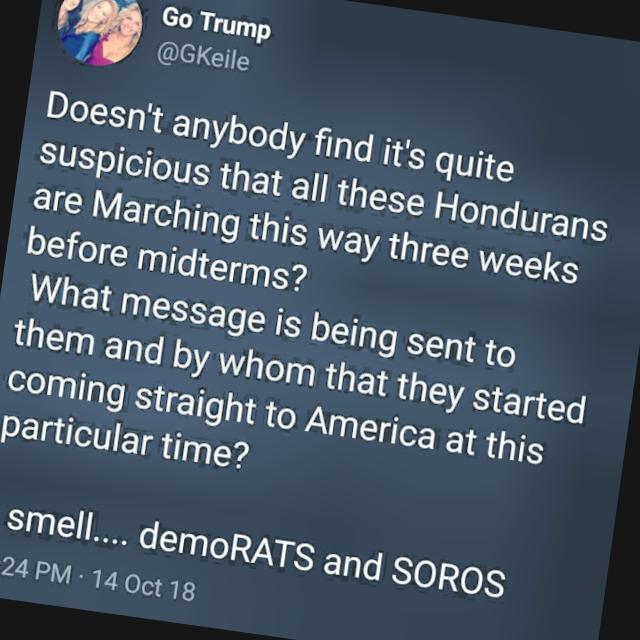 Go Trump
@GKeile
Doesn't anybody find it's quite
suspicious that all these Hondurans
are Marching this way three weeks
before midterms?
What message is being sent to
them and by whom that they started
coming straight to America at this
particular time?
smell.... demoRATS and SOROS
24 PM · 14 Oct 18